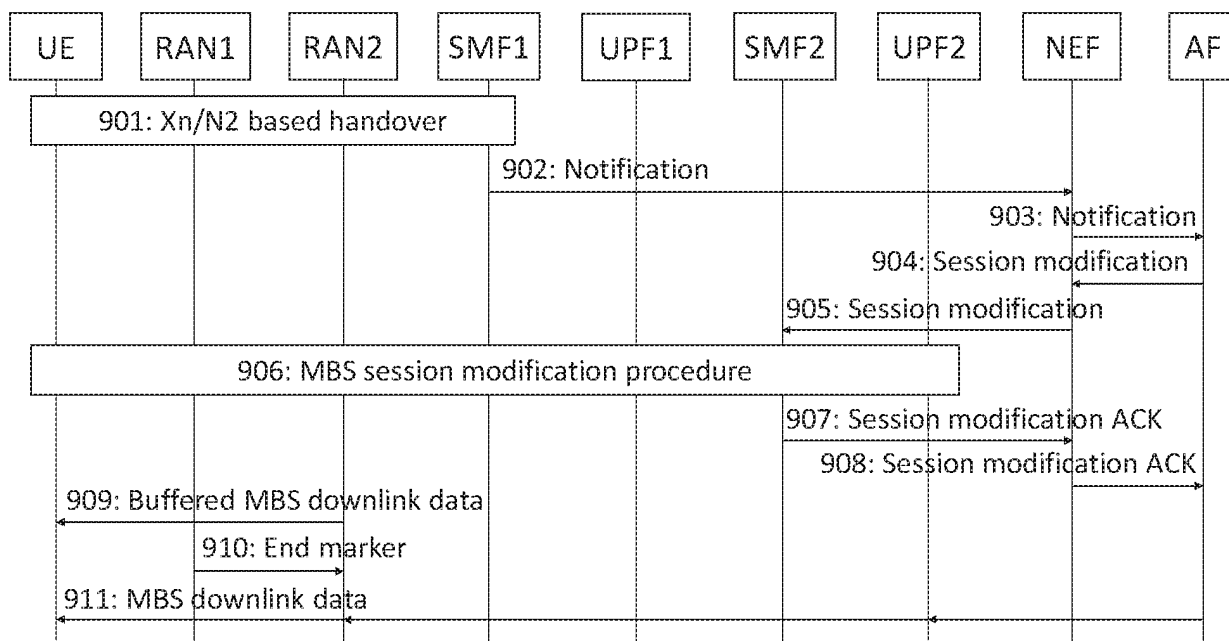 UE RAN1 RAN2 SMF1 UPF1 SMF2 UPF2 NEF AF
901: Xn/N2 based handover
902: Notification
903: Notification
904: Session modification
905: Session modification
906: MBS session modification procedure
907: Session modification ACK
908: Session modification ACK
909: Buffered MBS downlink data
910: End marker
911: MBS downlink data